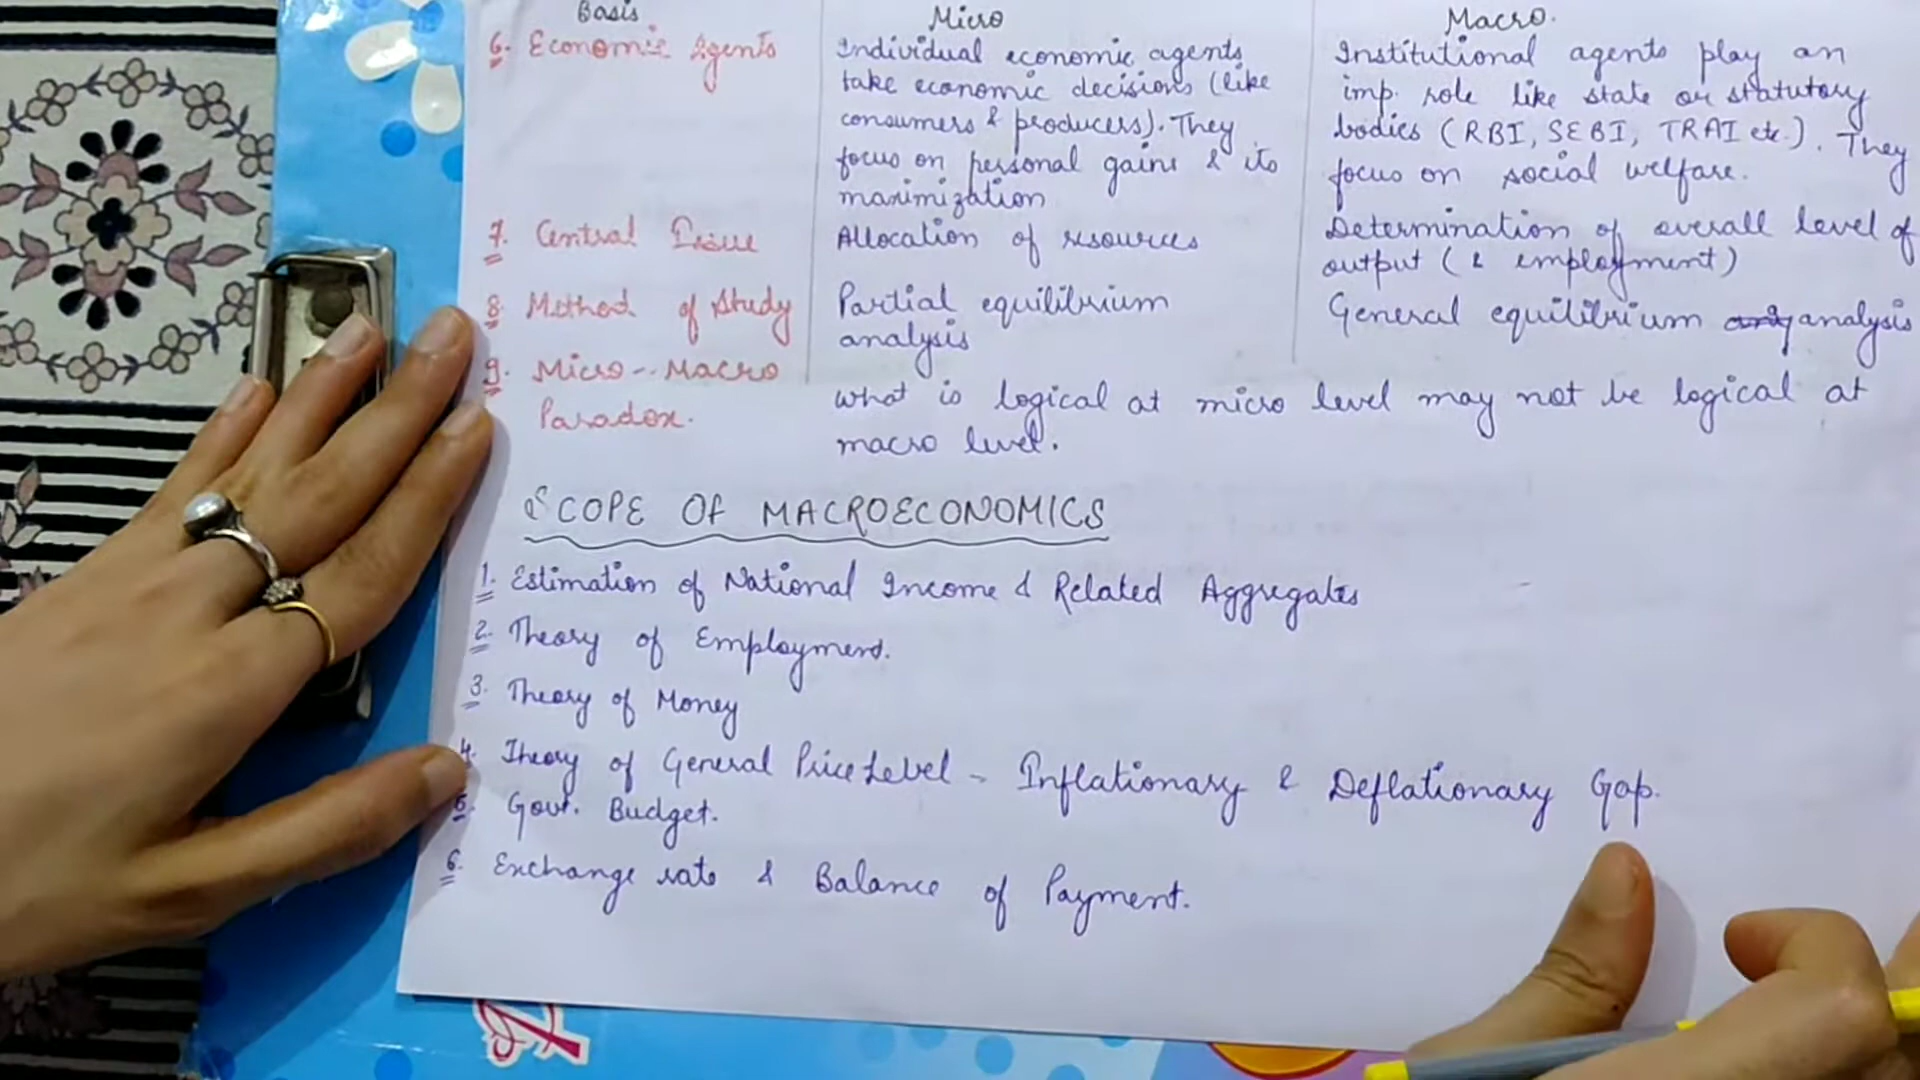 Basis Micro Macro.
6. Economic Agents
Individual economic agents
take economic decisions (like
consumers & producers). They
focus on personal gains & its
maximization
Institutional agents play an
imp. role like state or statutory
bodies (RBI, SEBI, TRAI etc.). They
focus on social welfare.
7. Central Issue
Allocation of resources
Determination of overall level of
output (& employment)
8. Method of Study
Partial equilibrium
analysis
General equilibrium analysis
9. Micro-Macro
Paradox.
What is logical at micro level may not be logical at
macro level.
SCOPE OF MACROECONOMICS
1. Estimation of National Income & Related Aggregates
2. Theory of Employment.
3. Theory of Money
4. Theory of General Price Level - Inflationary & Deflationary Gap.
5. Govt. Budget.
6. Exchange rate & Balance of Payment.